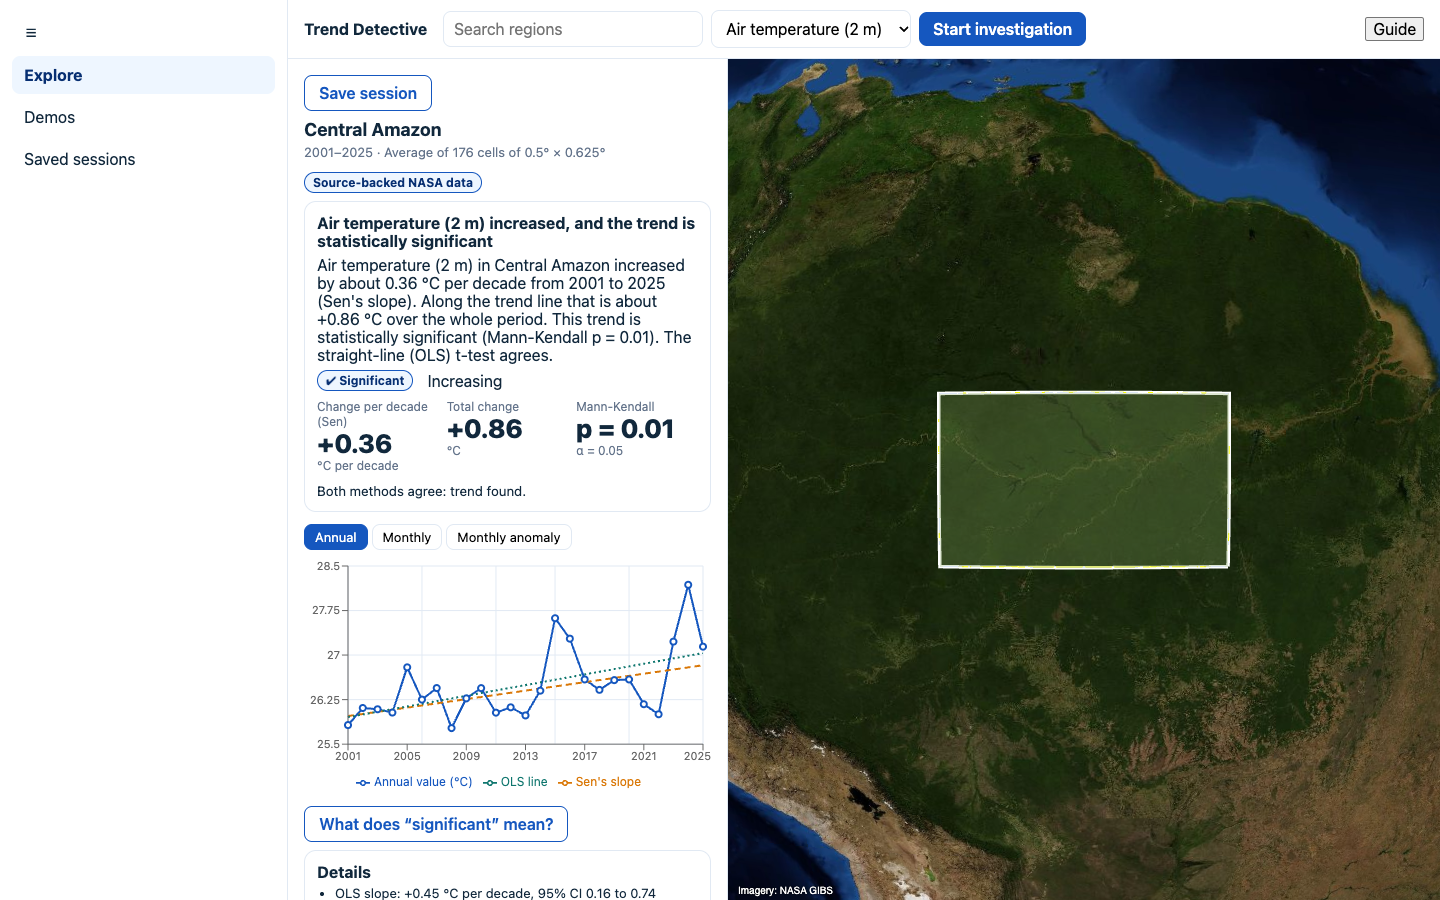 ≡
Explore
Demos
Saved sessions
Trend Detective
Search regions
Air temperature (2 m)
Start investigation
Guide
Save session
Central Amazon
2001–2025 · Average of 176 cells of 0.5° × 0.625°
Source-backed NASA data
Air temperature (2 m) increased, and the trend is
statistically significant
Air temperature (2 m) in Central Amazon increased
by about 0.36 °C per decade from 2001 to 2025
(Sen's slope). Along the trend line that is about
+0.86 °C over the whole period. This trend is
statistically significant (Mann-Kendall p = 0.01). The
straight-line (OLS) t-test agrees.
✔ Significant Increasing
Change per decade
(Sen)
+0.36
°C per decade
Total change
+0.86
°C
Mann-Kendall
p = 0.01
α = 0.05
Both methods agree: trend found.
Annual Monthly Monthly anomaly
28.5
27.75
27
26.25
25.5
2001 2005 2009 2013 2017 2021 2025
Annual value (°C) OLS line Sen's slope
What does “significant” mean?
Details
• OLS slope: +0.45 °C per decade, 95% CI 0.16 to 0.74
Imagery: NASA GIBS